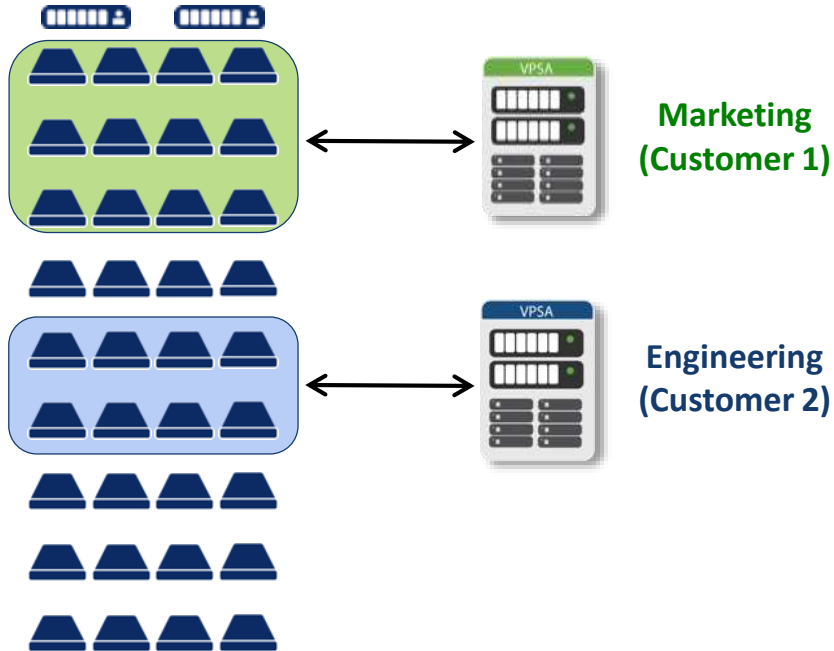 VPSA
Marketing
(Customer 1)
VPSA
Engineering
(Customer 2)